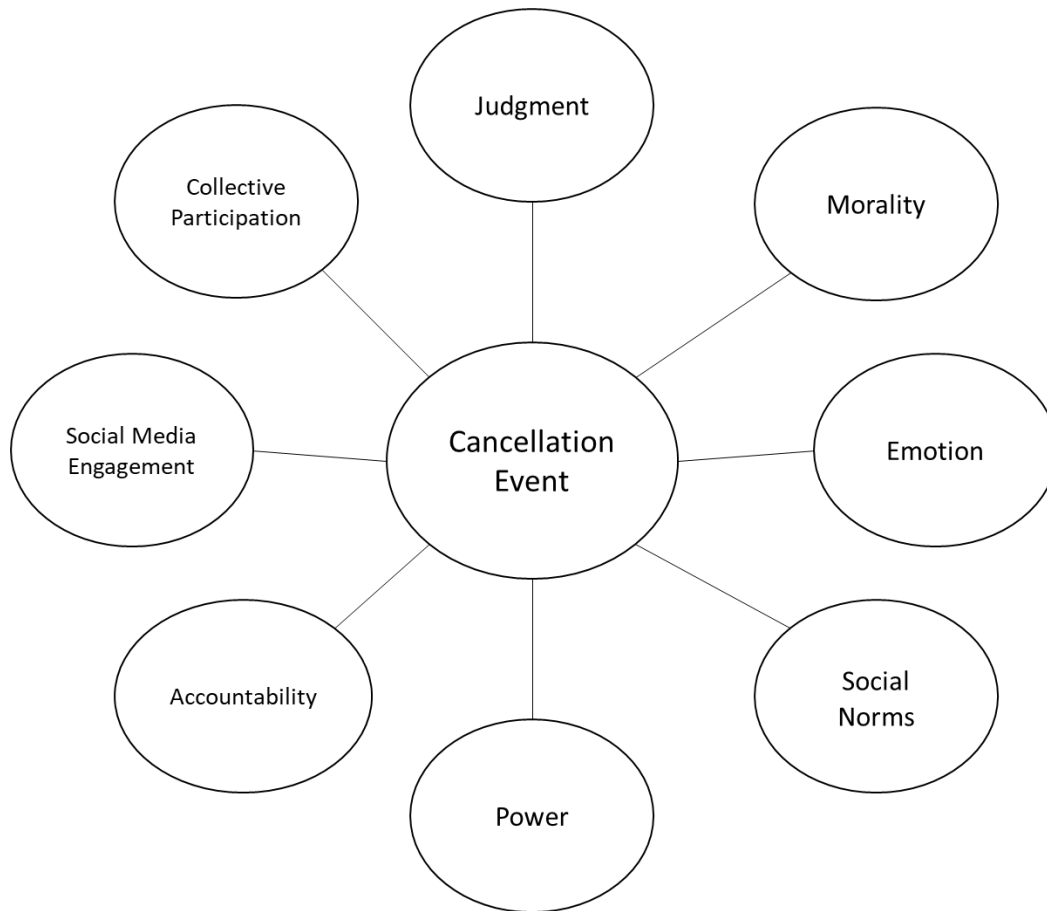 Judgment
Collective
Participation
Morality
Social Media
Engagement
Cancellation
Event
Emotion
Accountability
Social
Norms
Power